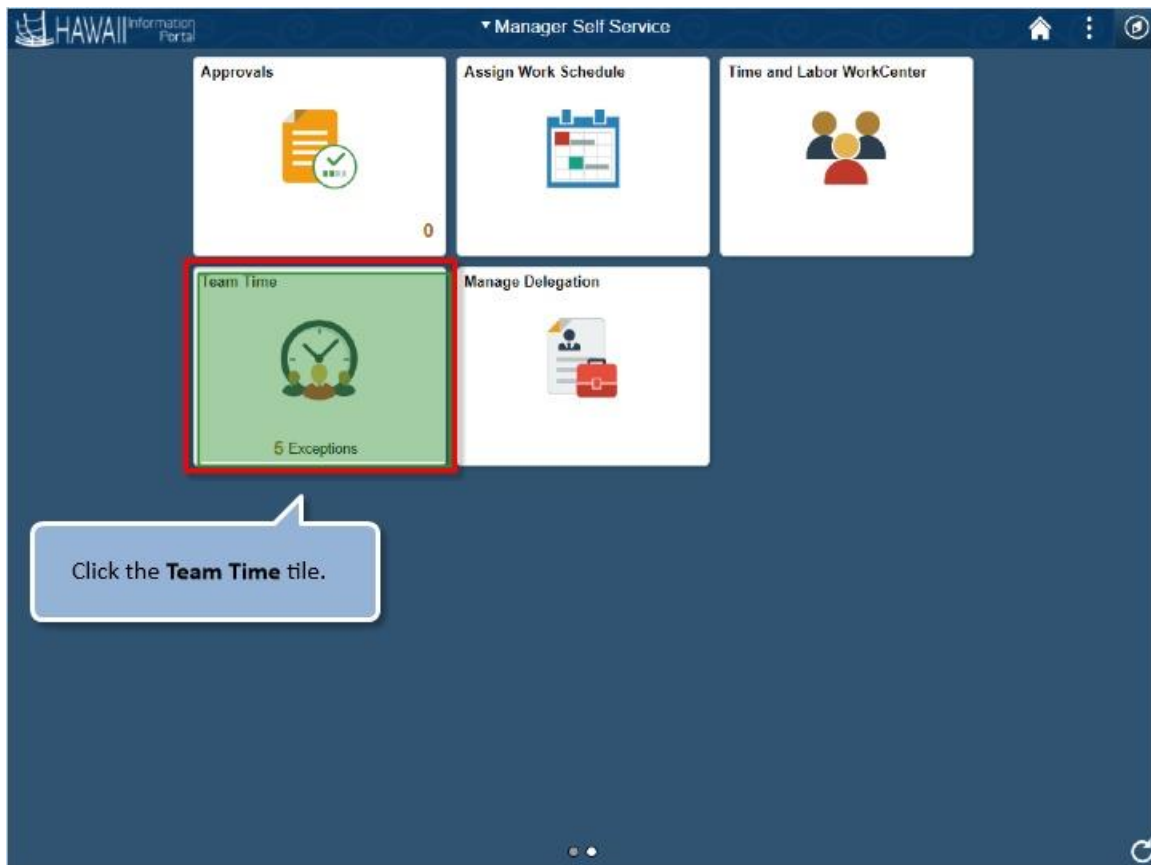 HAWAII Information Portal
Manager Self Service
Approvals
0
Assign Work Schedule
Time and Labor WorkCenter
Team Time
5 Exceptions
Manage Delegation
Click the Team Time tile.